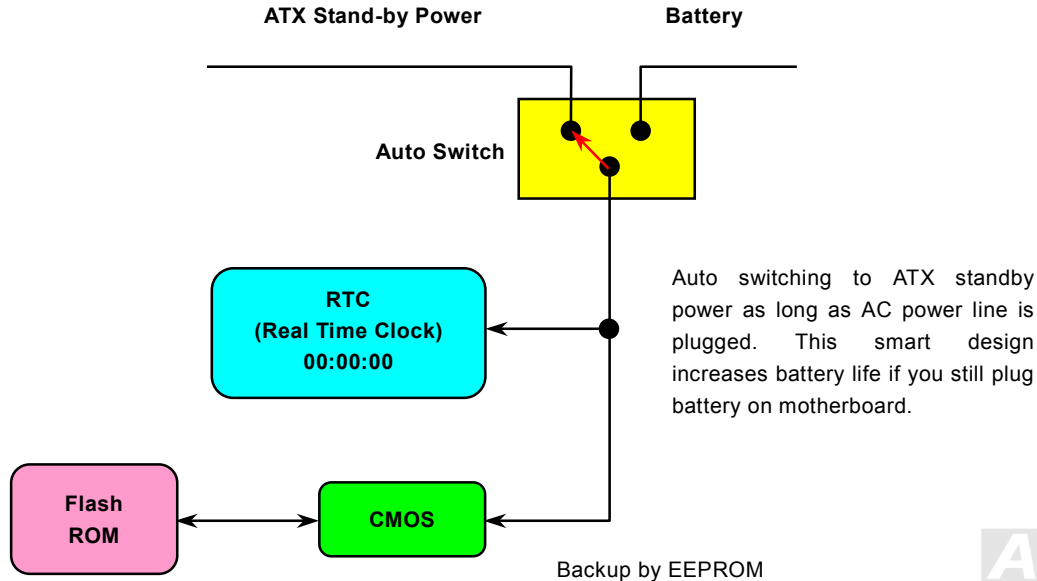 ATX Stand-by Power
Battery
Auto Switch
RTC
(Real Time Clock)
00:00:00
Auto switching to ATX standby
power as long as AC power line is
plugged. This smart design
increases battery life if you still plug
battery on motherboard.
Flash
ROM
CMOS
Backup by EEPROM
A